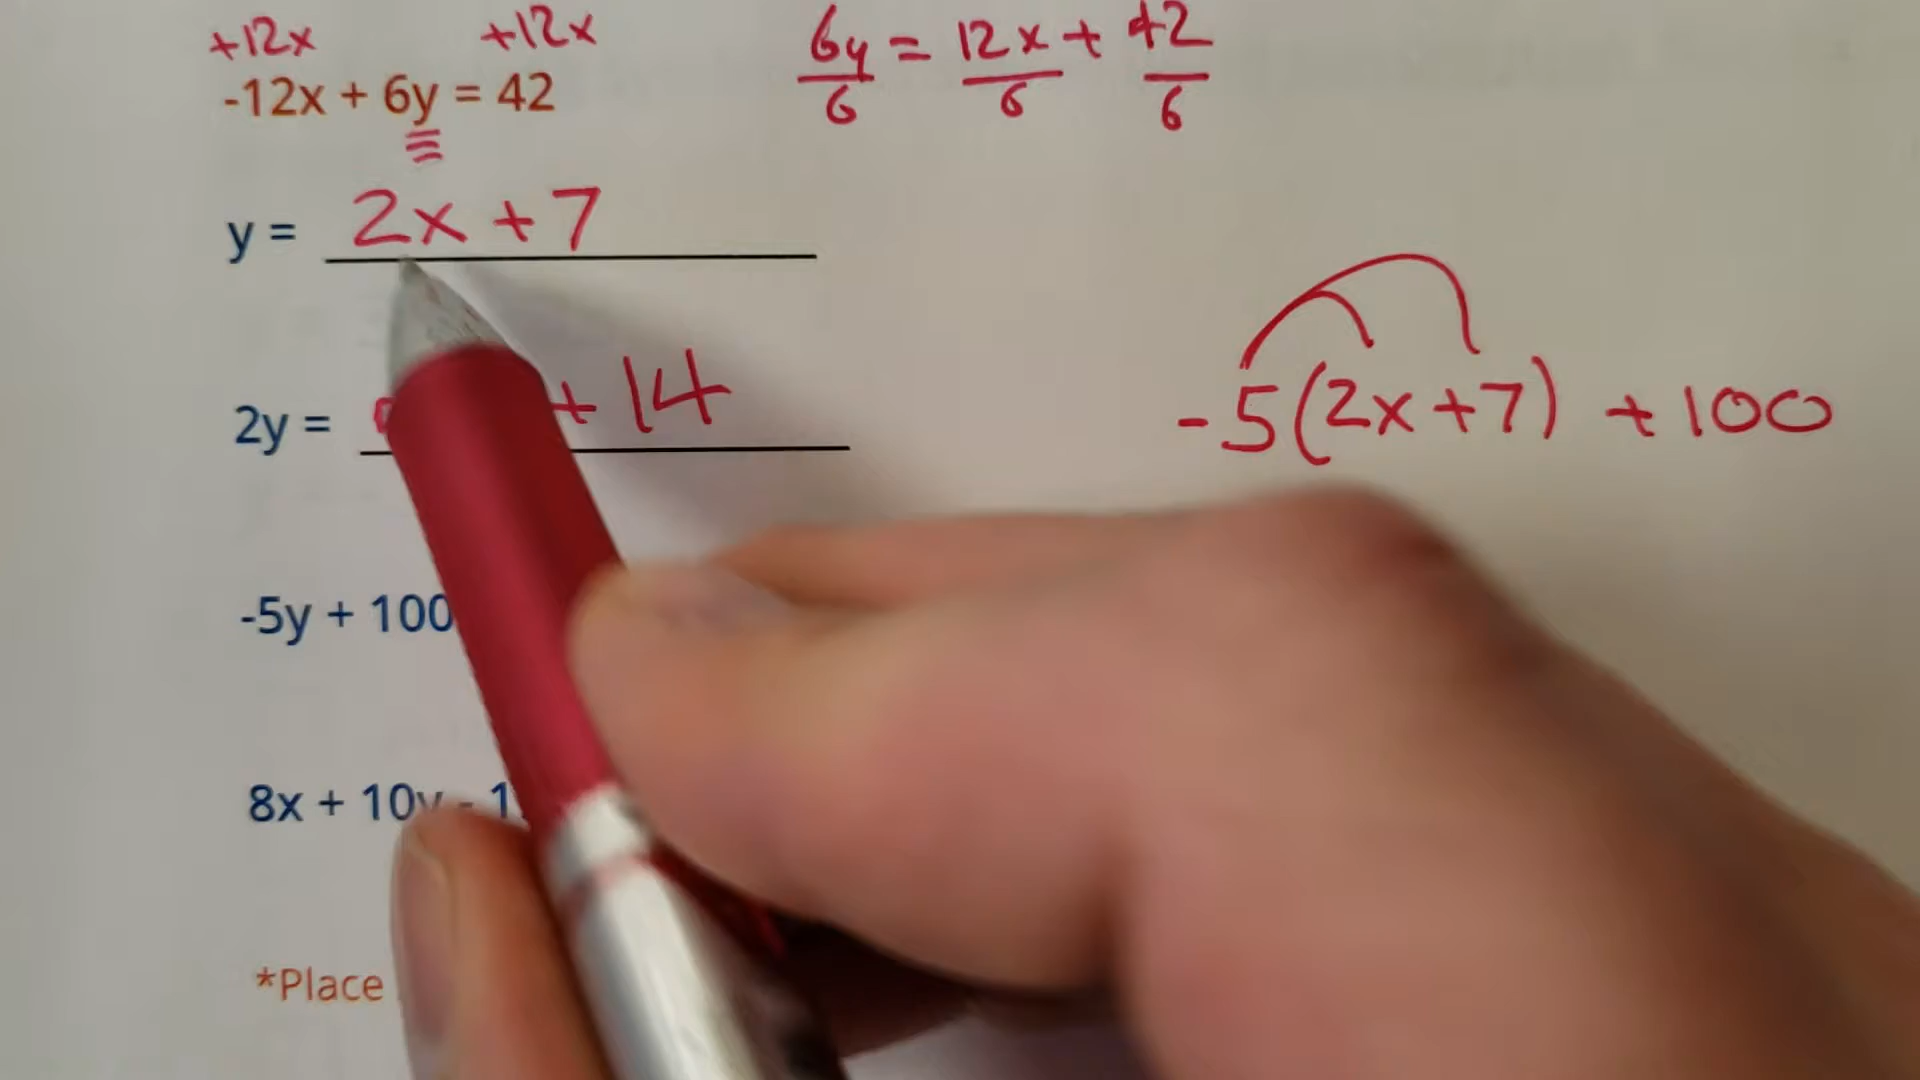 +12x +12x
-12x + 6y = 42
6y = 12x + 42
6 6 6
y = 2x + 7
2y = + 14
-5(2x+7) + 100
-5y + 100
8x + 10y - 1
*Place